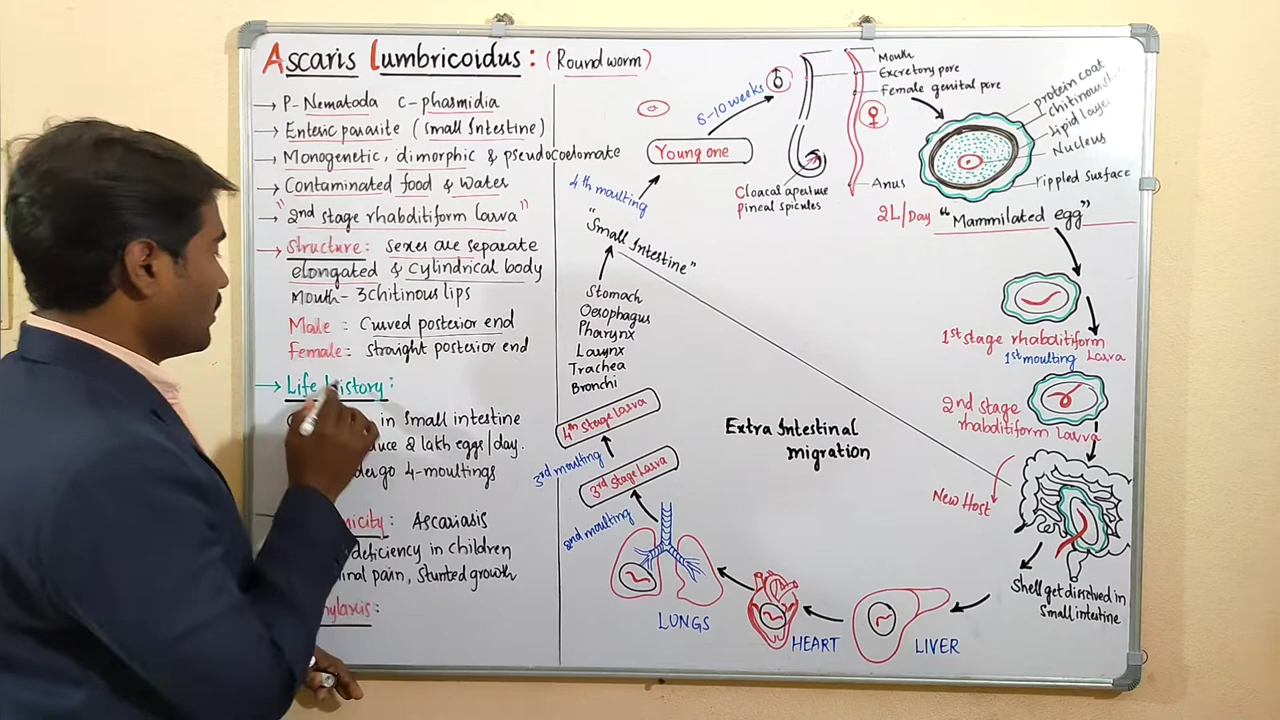 Ascaris Lumbricoidus: (Round worm)
→ P- Nematoda C- phasmidia
→ Enteric parasite (Small Intestine)
→ Monogenetic, dimorphic & pseudocoelomate
→ Contaminated food & Water
→ "2nd stage rhabditiform larva"
→ Structure: Sexes are separate
elongated & cylindrical body
Mouth- 3 chitinous lips
Male : Curved posterior end
Female: straight posterior end
→ Life history:
in Small intestine
2 lakh eggs/day.
4-moultings
Ascariasis
deficiency in children
pain, Stunted growth
Mouth
Excretory pore
Female genital pore
Anus
♂
♀
Cloacal aperture
Pineal spicules
8-10 weeks
Young one
4th moulting
"Small Intestine"
Stomach
Oesophagus
Pharynx
Larynx
Trachea
Bronchi
4th Stage Larva
3rd moulting
3rd Stage Larva
2nd moulting
LUNGS
HEART
LIVER
Extra Intestinal
migration
protein coat
lipid layer
Nucleus
rippled surface
2L/Day "Mammilated egg"
1st stage rhabditiform
Larva
1st moulting
2nd Stage
rhabditiform Larva
New Host
Shell get dissolved in
Small intestine